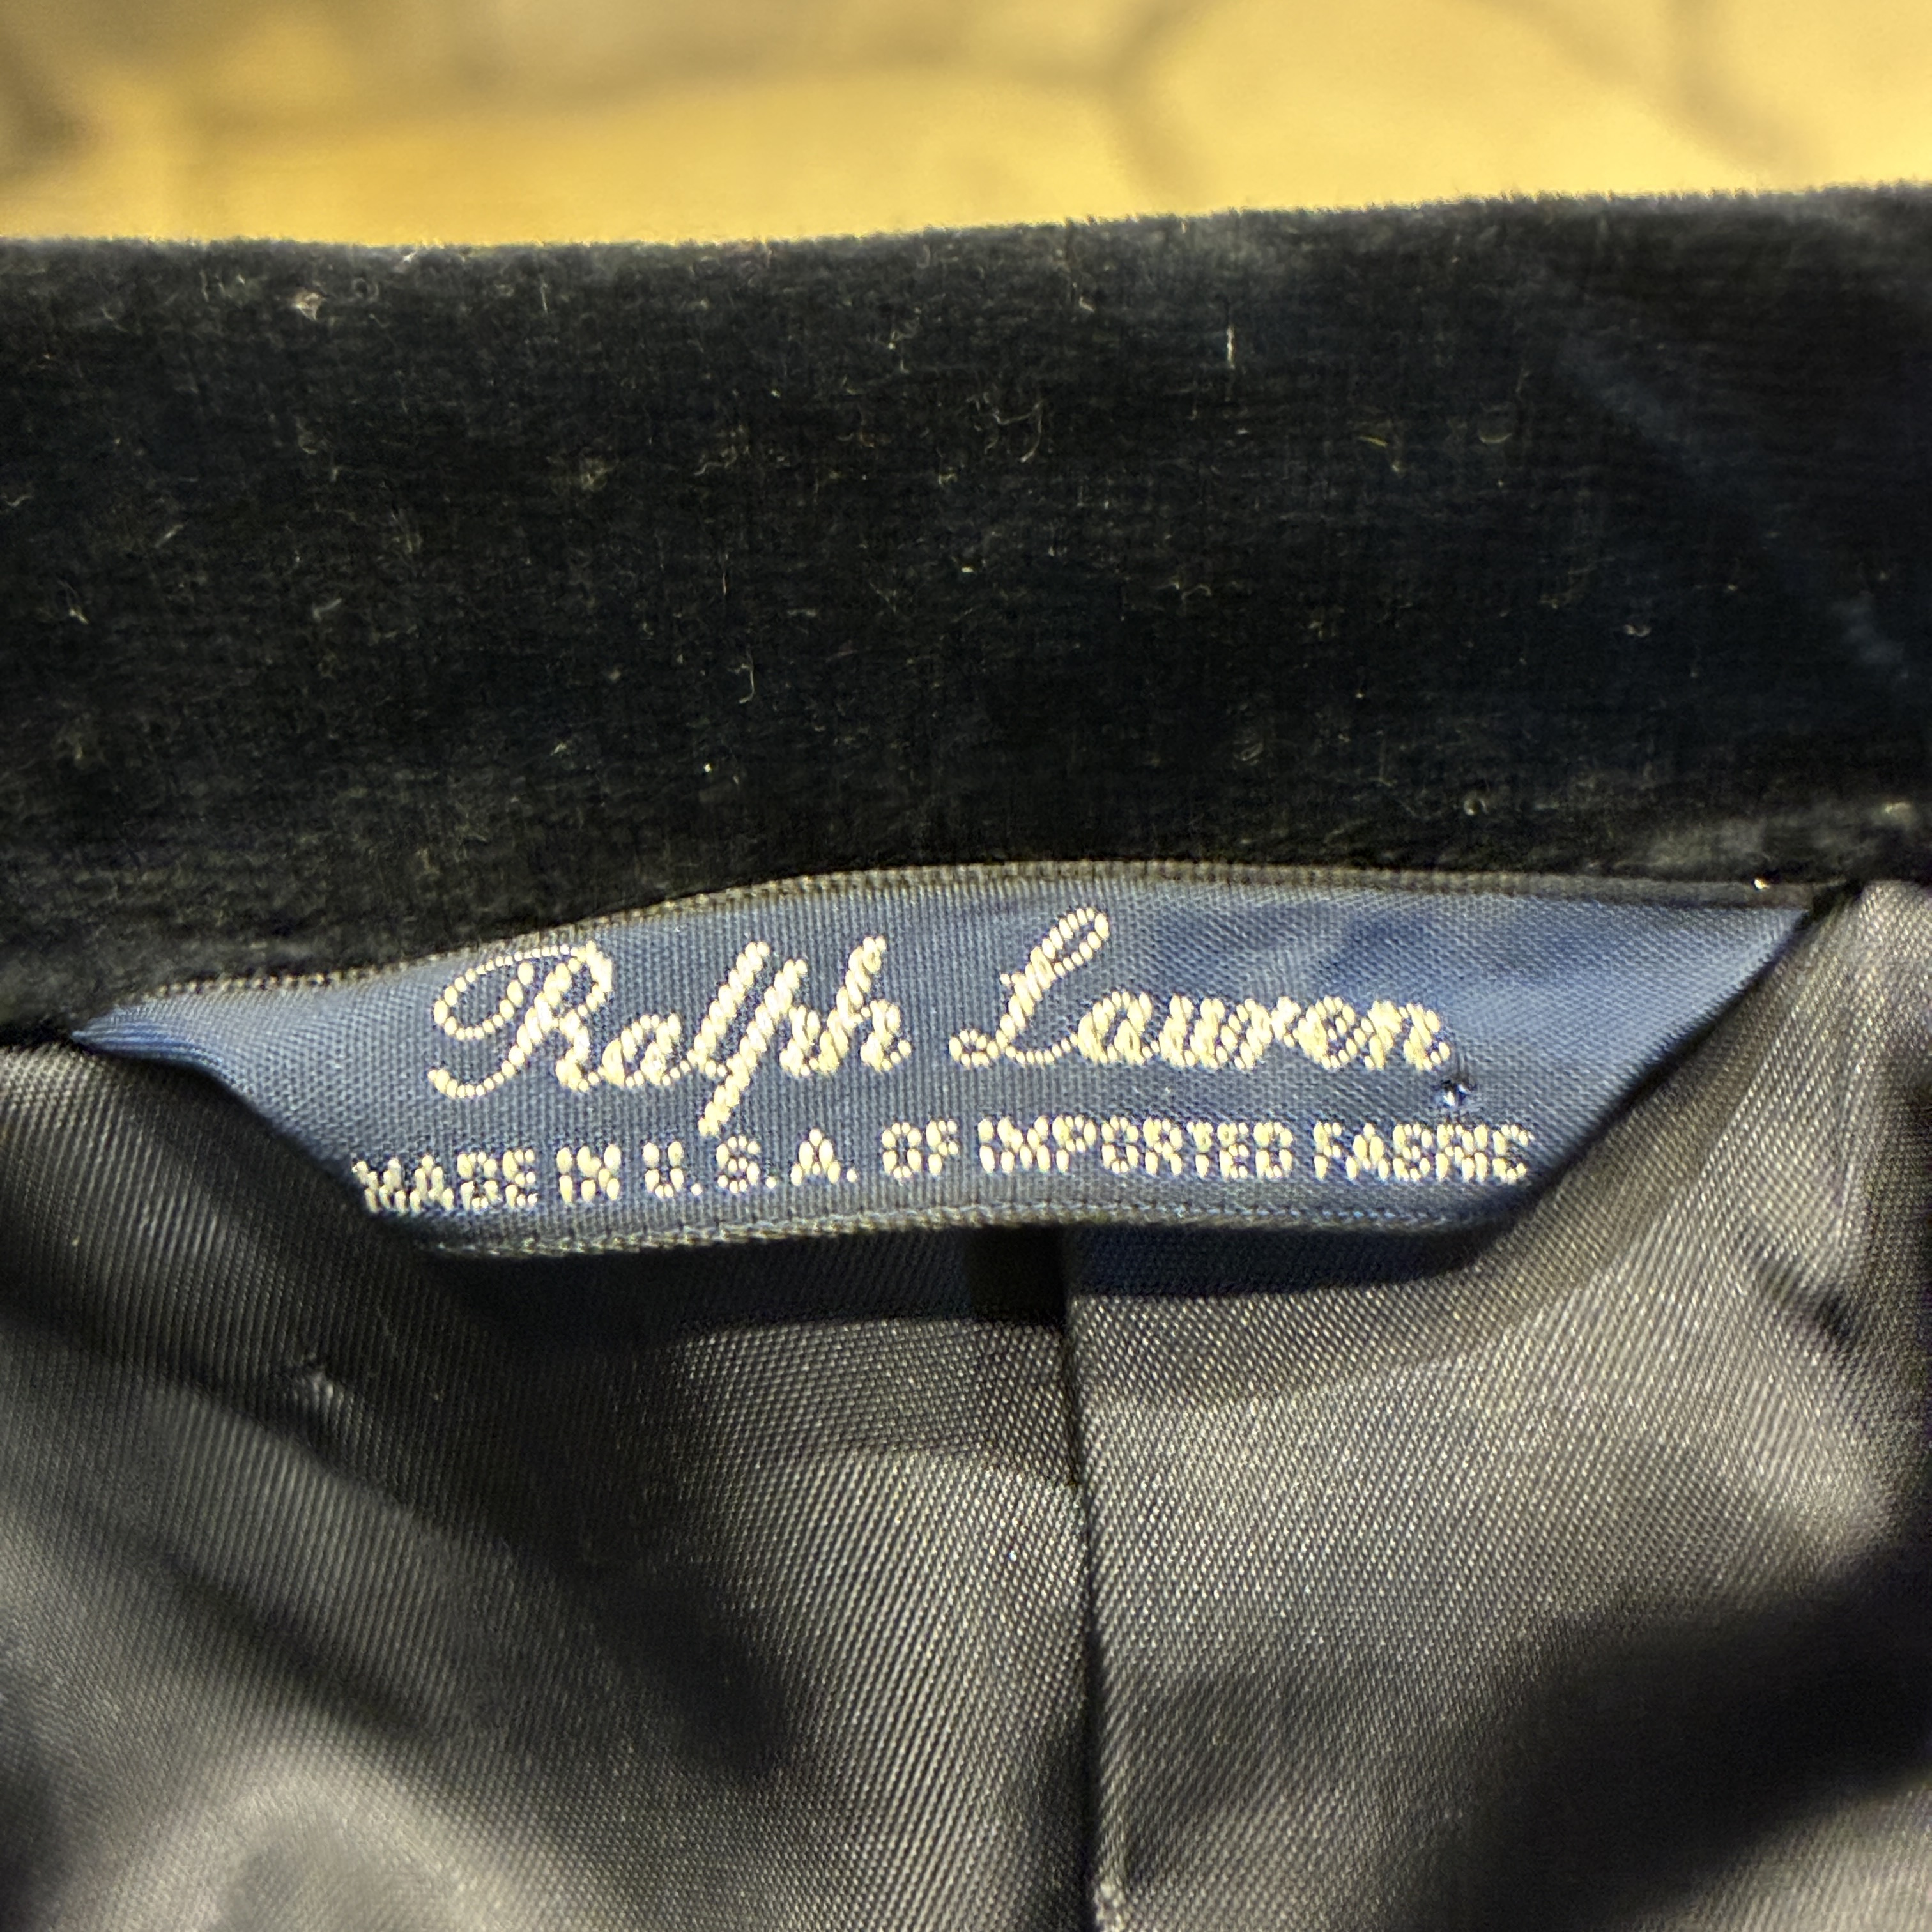 Ralph Lauren
MADE IN U.S.A. OF IMPORTED FABRIC